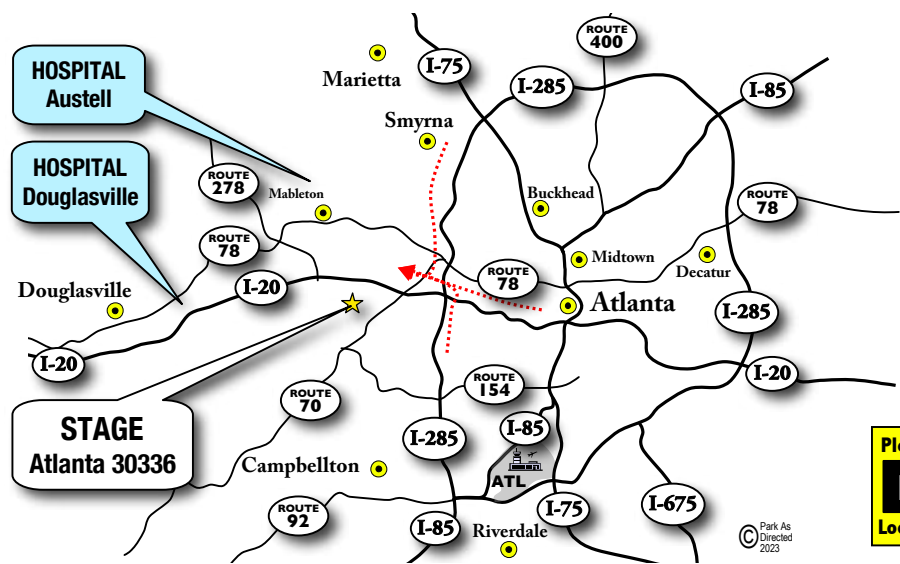 ROUTE
400
HOSPITAL
Austell
Marietta
I-75
I-285
I-85
Smyrna
HOSPITAL
Douglasville
ROUTE
278
Mableton
Buckhead
ROUTE
78
ROUTE
78
Midtown
Decatur
I-20
ROUTE
78
Douglasville
Atlanta
I-285
I-20
I-20
STAGE
Atlanta 30336
ROUTE
70
ROUTE
154
I-285
I-85
Campbellton
ATL
ROUTE
92
I-85
Riverdale
I-75
I-675
©
Park As
Directed
2023